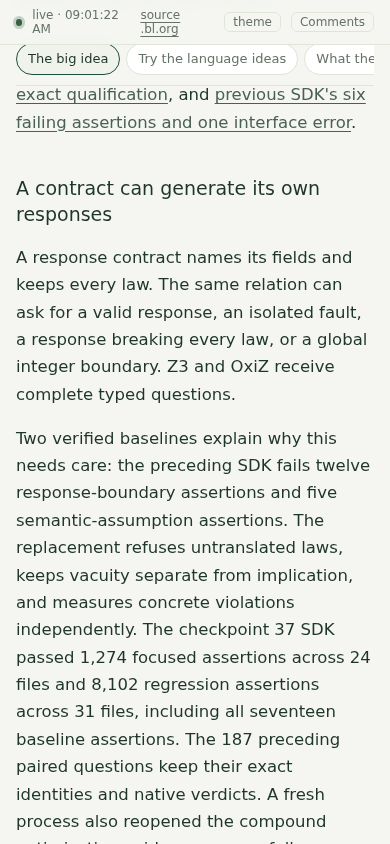 live · 09:01:22 AM
source.bl.org
theme
Comments
The big idea
Try the language ideas
What the
exact qualification, and previous SDK's six
failing assertions and one interface error.
A contract can generate its own
responses
A response contract names its fields and
keeps every law. The same relation can
ask for a valid response, an isolated fault,
a response breaking every law, or a global
integer boundary. Z3 and OxiZ receive
complete typed questions.
Two verified baselines explain why this
needs care: the preceding SDK fails twelve
response-boundary assertions and five
semantic-assumption assertions. The
replacement refuses untranslated laws,
keeps vacuity separate from implication,
and measures concrete violations
independently. The checkpoint 37 SDK
passed 1,274 focused assertions across 24
files and 8,102 regression assertions
across 31 files, including all seventeen
baseline assertions. The 187 preceding
paired questions keep their exact
identities and native verdicts. A fresh
process also reopened the compound